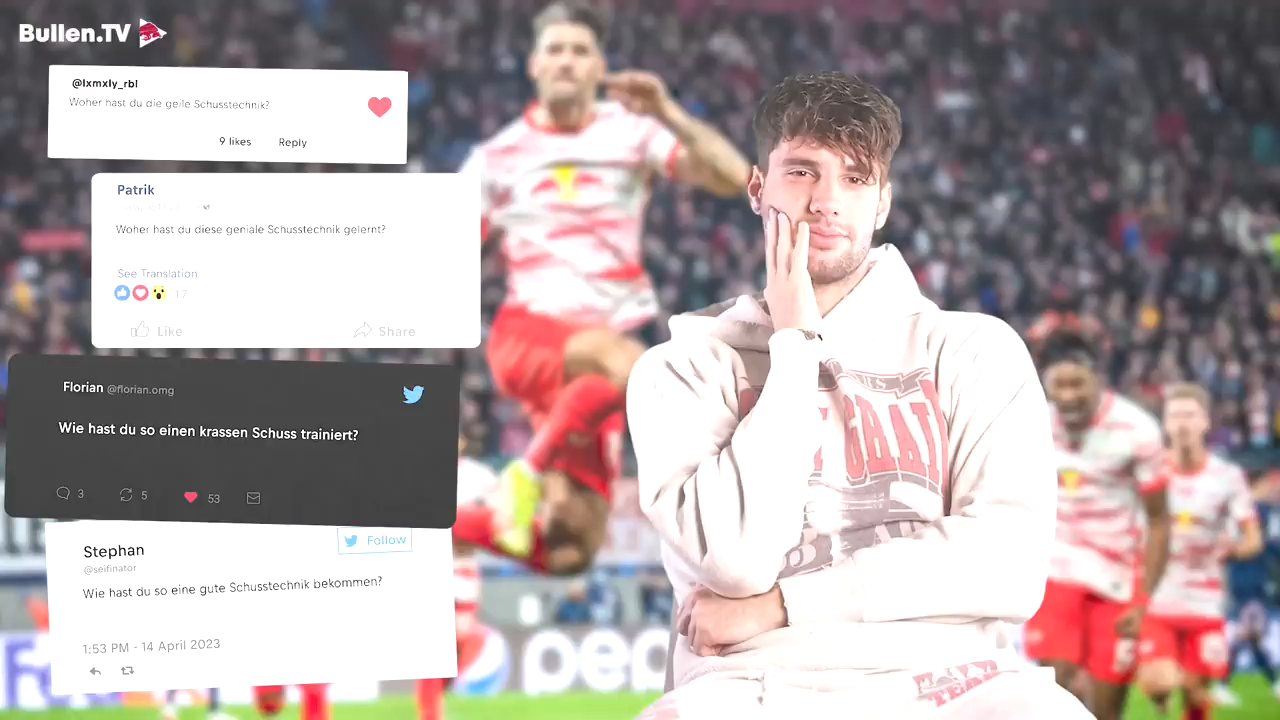 Bullen.TV
@lxmxly_rbl
Woher hast du die geile Schusstechnik?
9 likes Reply
Patrik
Woher hast du diese geniale Schusstechnik gelernt?
See Translation
17
Like Share
Florian @florian.omg
Wie hast du so einen krassen Schuss trainiert?
3 5 53
Stephan
Follow
@seifinator
Wie hast du so eine gute Schusstechnik bekommen?
1:53 PM - 14 April 2023
TEAM
pep